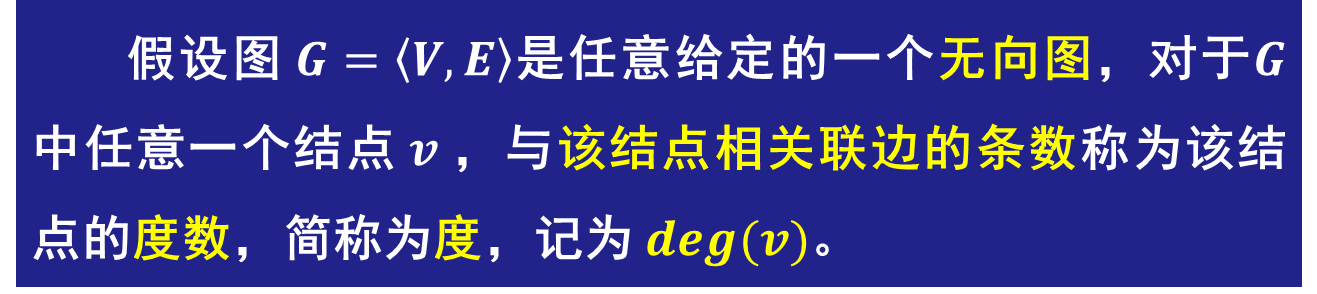 假设图 G = ⟨V, E⟩是任意给定的一个无向图，对于G
中任意一个结点 v ，与该结点相关联边的条数称为该结
点的度数，简称为度，记为 deg(v)。